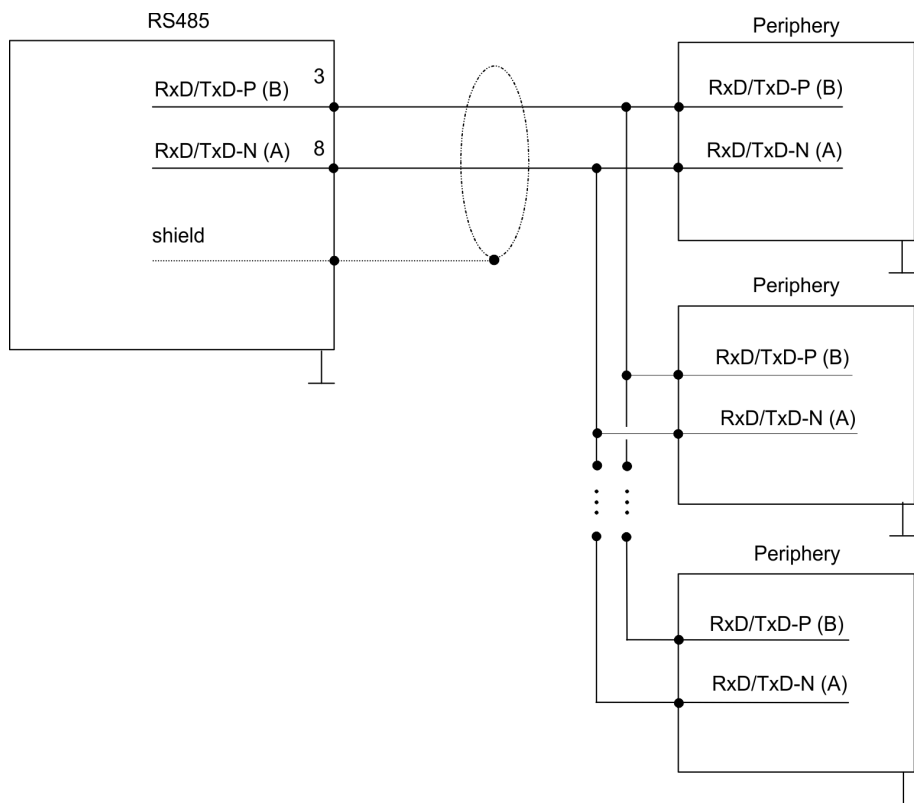 RS485
Periphery
3
RxD/TxD-P (B)
RxD/TxD-P (B)
8
RxD/TxD-N (A)
RxD/TxD-N (A)
shield
Periphery
RxD/TxD-P (B)
RxD/TxD-N (A)
Periphery
RxD/TxD-P (B)
RxD/TxD-N (A)